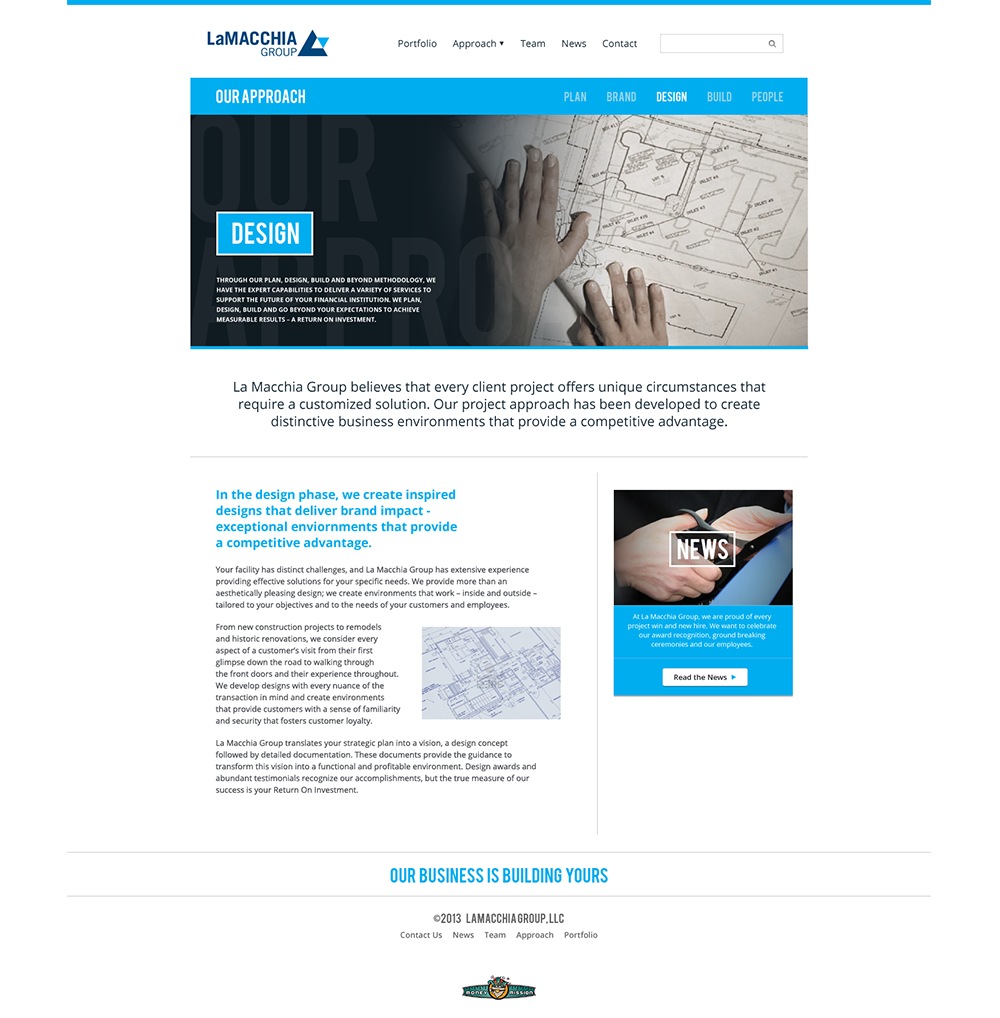 LaMACCHIA
GROUP
Portfolio Approach ▾ Team News Contact
OUR APPROACH
PLAN BRAND DESIGN BUILD PEOPLE
OUR
APPRO
DESIGN
THROUGH OUR PLAN, DESIGN, BUILD AND BEYOND METHODOLOGY, WE
HAVE THE EXPERT CAPABILITIES TO DELIVER A VARIETY OF SERVICES TO
SUPPORT THE FUTURE OF YOUR FINANCIAL INSTITUTION. WE PLAN,
DESIGN, BUILD AND GO BEYOND YOUR EXPECTATIONS TO ACHIEVE
MEASURABLE RESULTS – A RETURN ON INVESTMENT.
La Macchia Group believes that every client project offers unique circumstances that
require a customized solution. Our project approach has been developed to create
distinctive business environments that provide a competitive advantage.
In the design phase, we create inspired
designs that deliver brand impact -
exceptional enviornments that provide
a competitive advantage.
Your facility has distinct challenges, and La Macchia Group has extensive experience
providing effective solutions for your specific needs. We provide more than an
aesthetically pleasing design; we create environments that work – inside and outside –
tailored to your objectives and to the needs of your customers and employees.
From new construction projects to remodels
and historic renovations, we consider every
aspect of a customer's visit from their first
glimpse down the road to walking through
the front doors and their experience throughout.
We develop designs with every nuance of the
transaction in mind and create environments
that provide customers with a sense of familiarity
and security that fosters customer loyalty.
La Macchia Group translates your strategic plan into a vision, a design concept
followed by detailed documentation. These documents provide the guidance to
transform this vision into a functional and profitable environment. Design awards and
abundant testimonials recognize our accomplishments, but the true measure of our
success is your Return On Investment.
NEWS
At La Macchia Group, we are proud of every
project win and new hire. We want to celebrate
our award recognition, ground breaking
ceremonies and our employees.
Read the News ▸
OUR BUSINESS IS BUILDING YOURS
©2013 LAMACCHIA GROUP, LLC
Contact Us News Team Approach Portfolio
MONEY MISSION